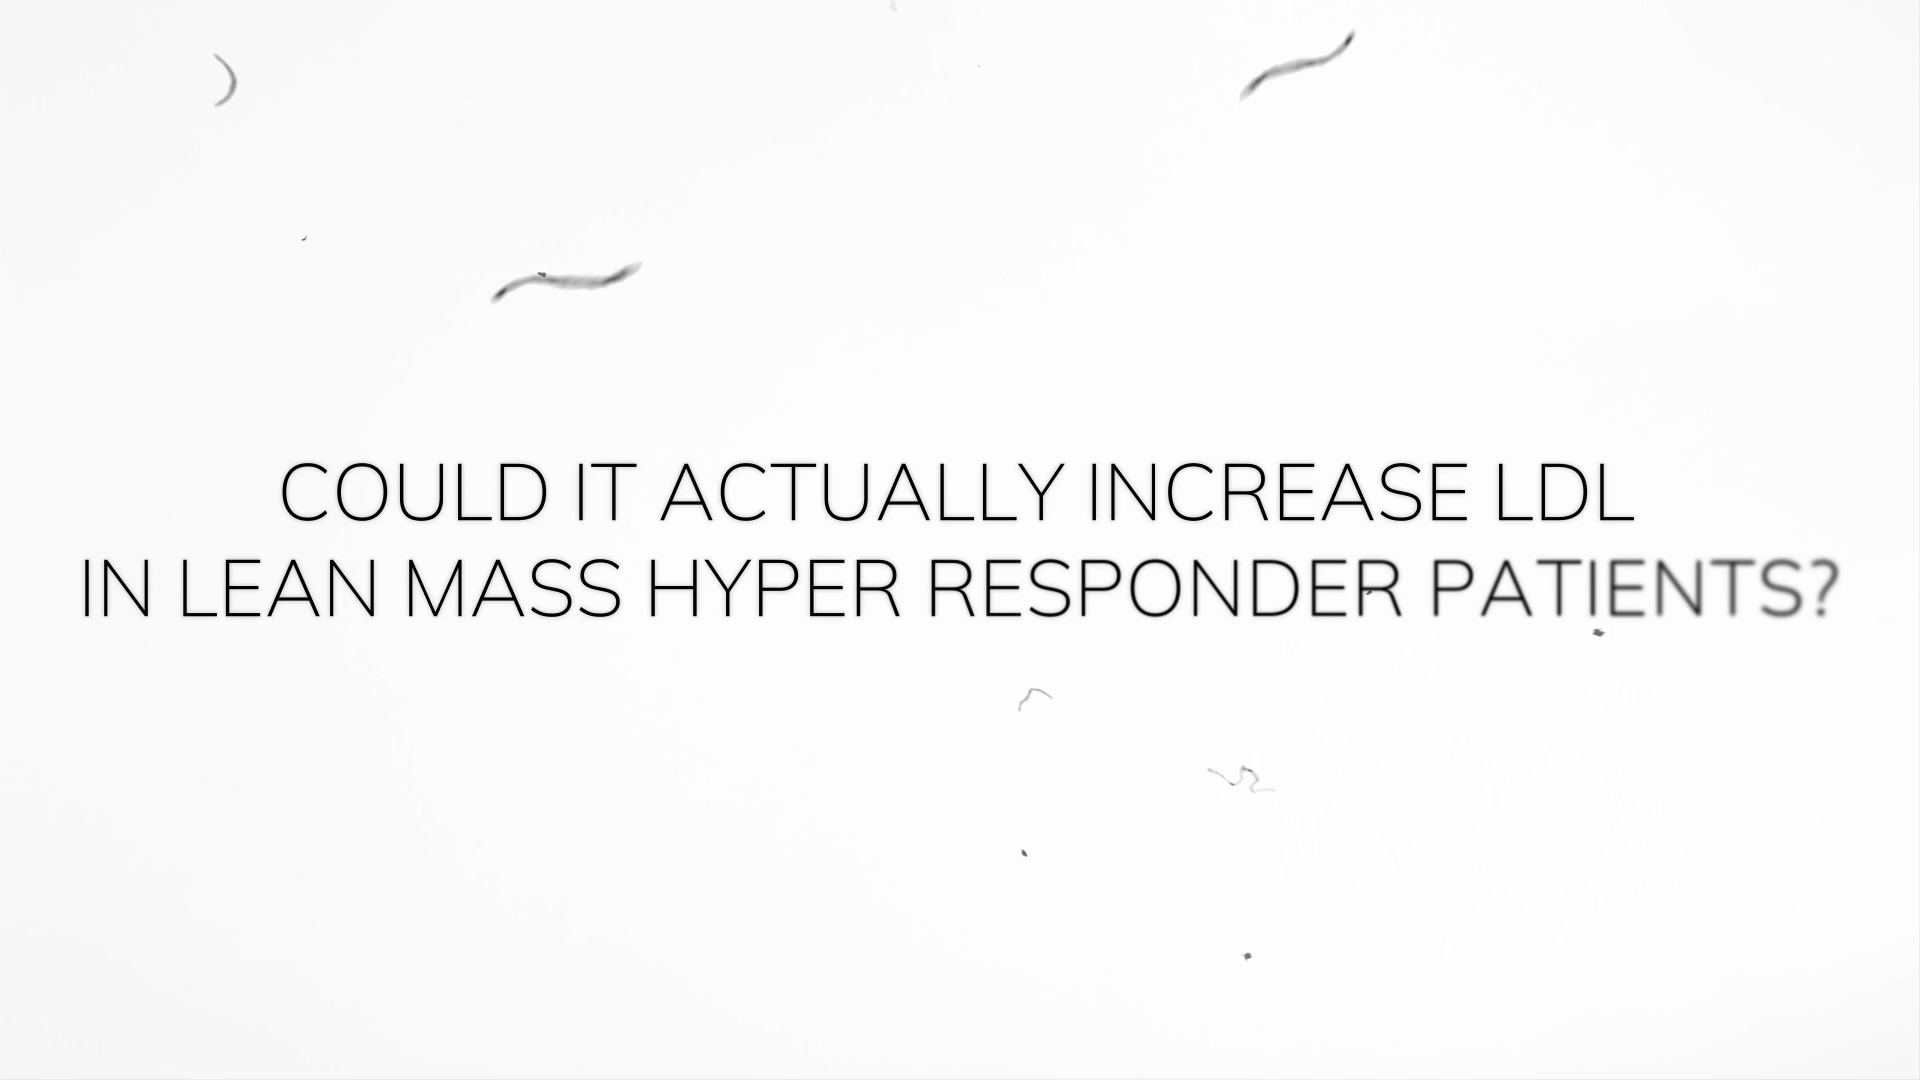 COULD IT ACTUALLY INCREASE LDL
IN LEAN MASS HYPER RESPONDER PATIENTS?